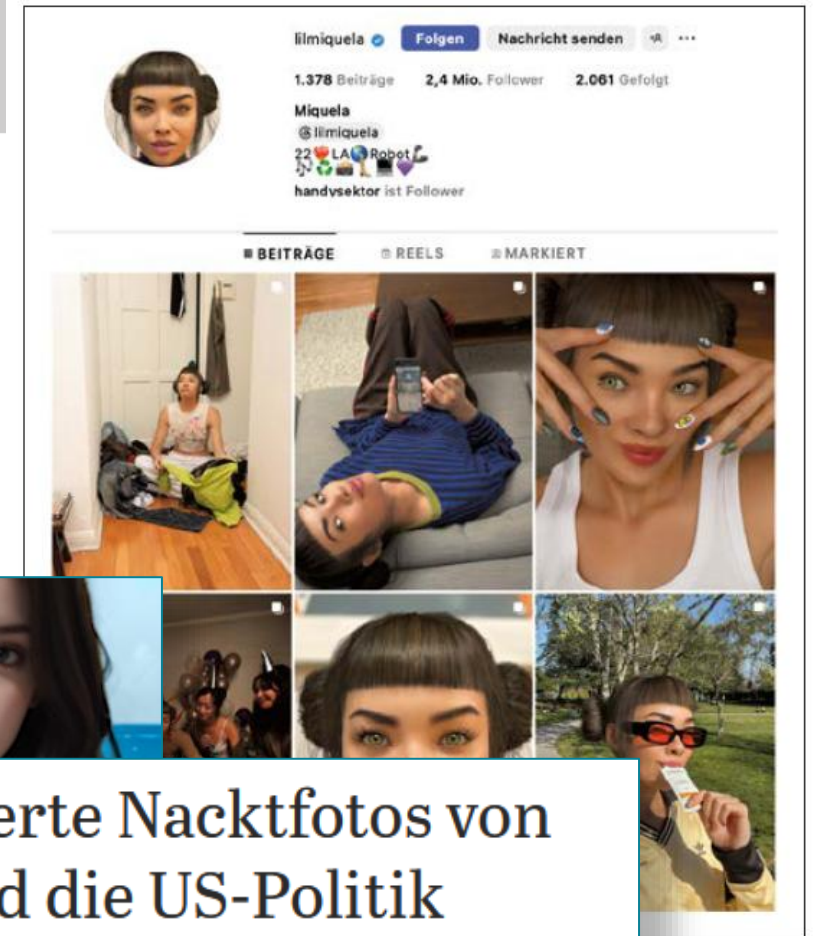 lilmiquela Folgen Nachricht senden ···
1.378 Beiträge 2,4 Mio. Follower 2.061 Gefolgt
Miquela
lilmiquela
22❤️LA🌎Robot🦾
🎶♻️📸🦿🖥️💜
handysektor ist Follower
BEITRÄGE REELS MARKIERT
erte Nacktfotos von
d die US-Politik